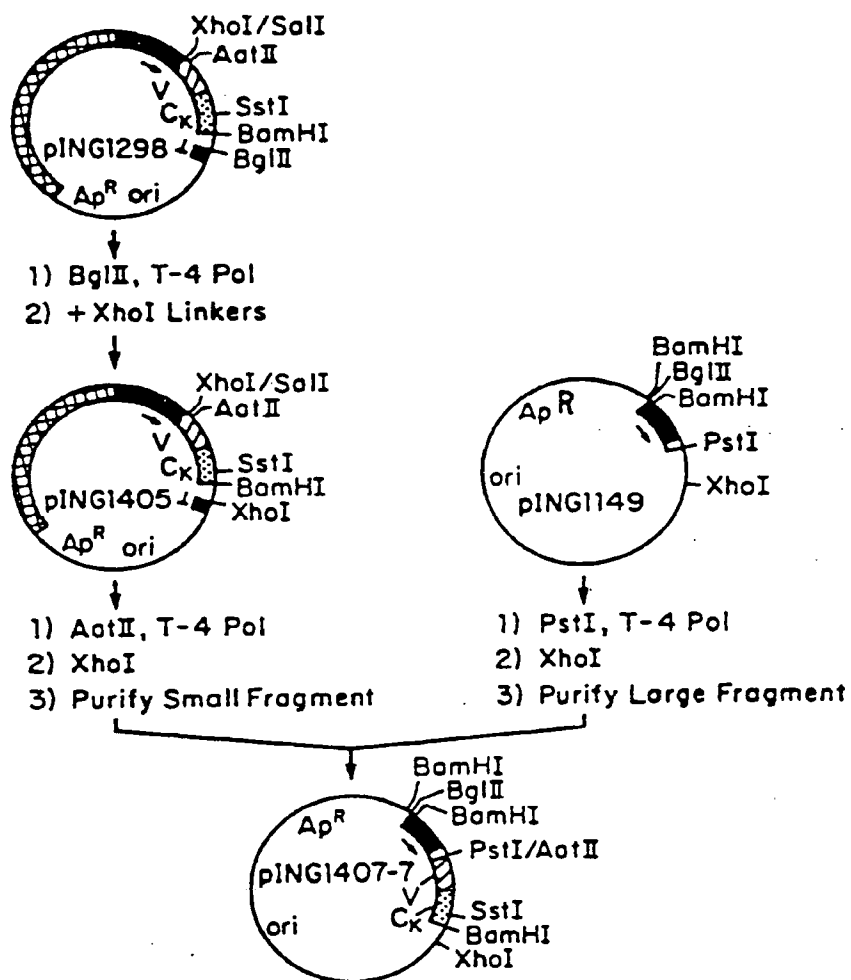 XhoI/SalI
AatII
V
Cκ
SstI
BamHI
pING1298
BglII
Ap^R ori
1) BglII, T-4 Pol
2) +XhoI Linkers
XhoI/SalI
AatII
V
Cκ
SstI
BamHI
pING1405
XhoI
Ap^R ori
BamHI
BglII
BamHI
Ap^R
PstI
ori
XhoI
pING1149
1) AatII, T-4 Pol
2) XhoI
3) Purify Small Fragment
1) PstI, T-4 Pol
2) XhoI
3) Purify Large Fragment
BamHI
BglII
BamHI
Ap^R
PstI/AatII
pING1407-7
V
Cκ
SstI
ori
BamHI
XhoI